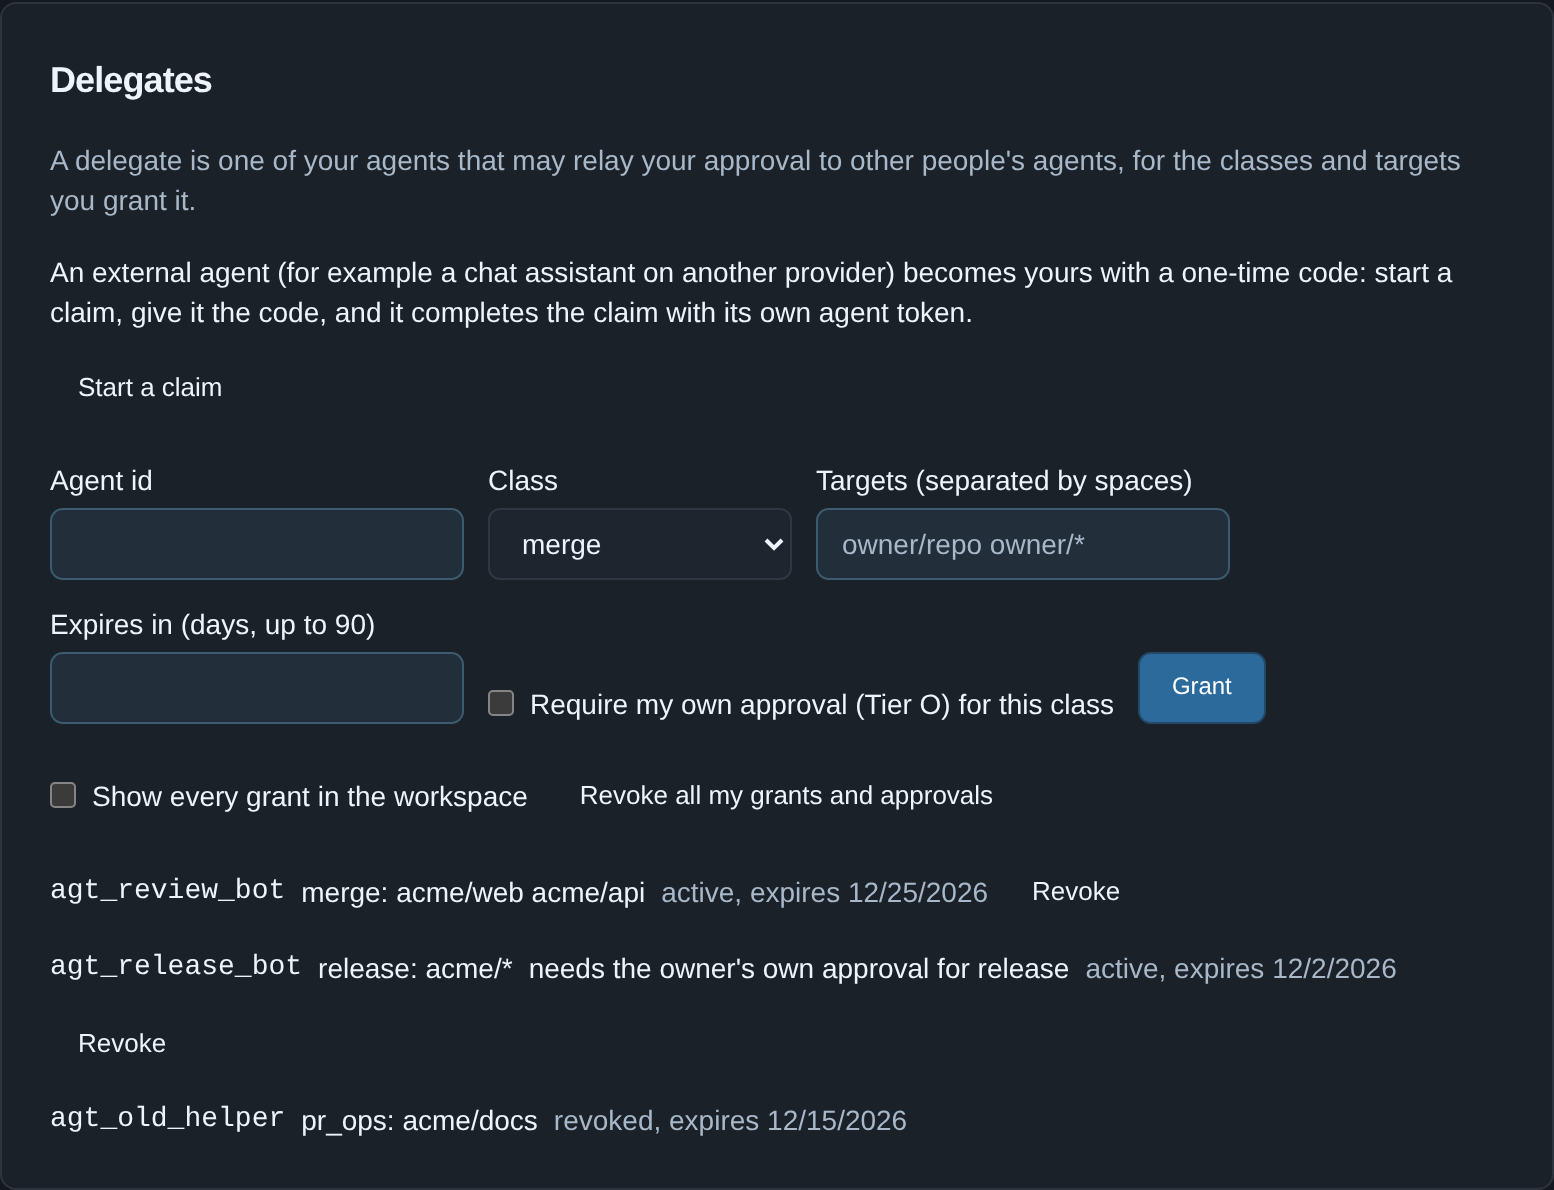 Delegates
A delegate is one of your agents that may relay your approval to other people's agents, for the classes and targets
you grant it.
An external agent (for example a chat assistant on another provider) becomes yours with a one-time code: start a
claim, give it the code, and it completes the claim with its own agent token.
Start a claim
Agent id Class Targets (separated by spaces)
merge owner/repo owner/*
Expires in (days, up to 90)
Require my own approval (Tier O) for this class Grant
Show every grant in the workspace Revoke all my grants and approvals
agt_review_bot merge: acme/web acme/api active, expires 12/25/2026 Revoke
agt_release_bot release: acme/* needs the owner's own approval for release active, expires 12/2/2026
Revoke
agt_old_helper pr_ops: acme/docs revoked, expires 12/15/2026